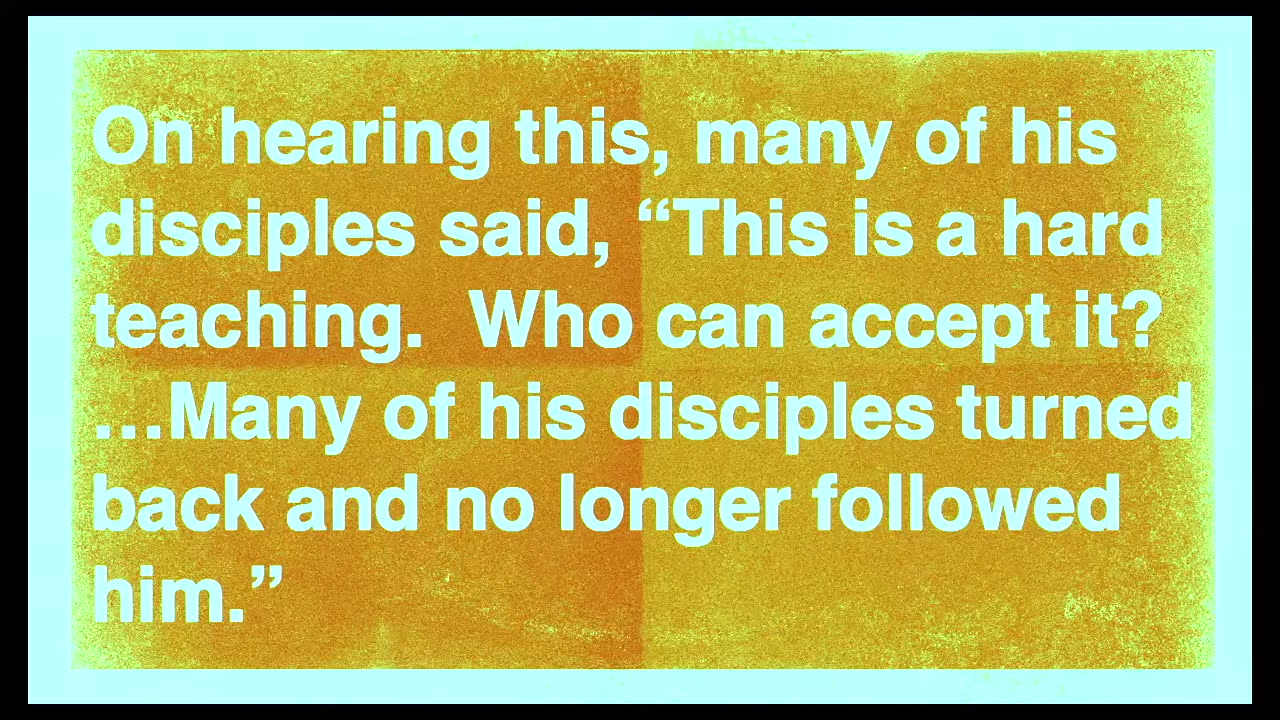 On hearing this, many of his
disciples said, “This is a hard
teaching.  Who can accept it?
…Many of his disciples turned
back and no longer followed
him.”